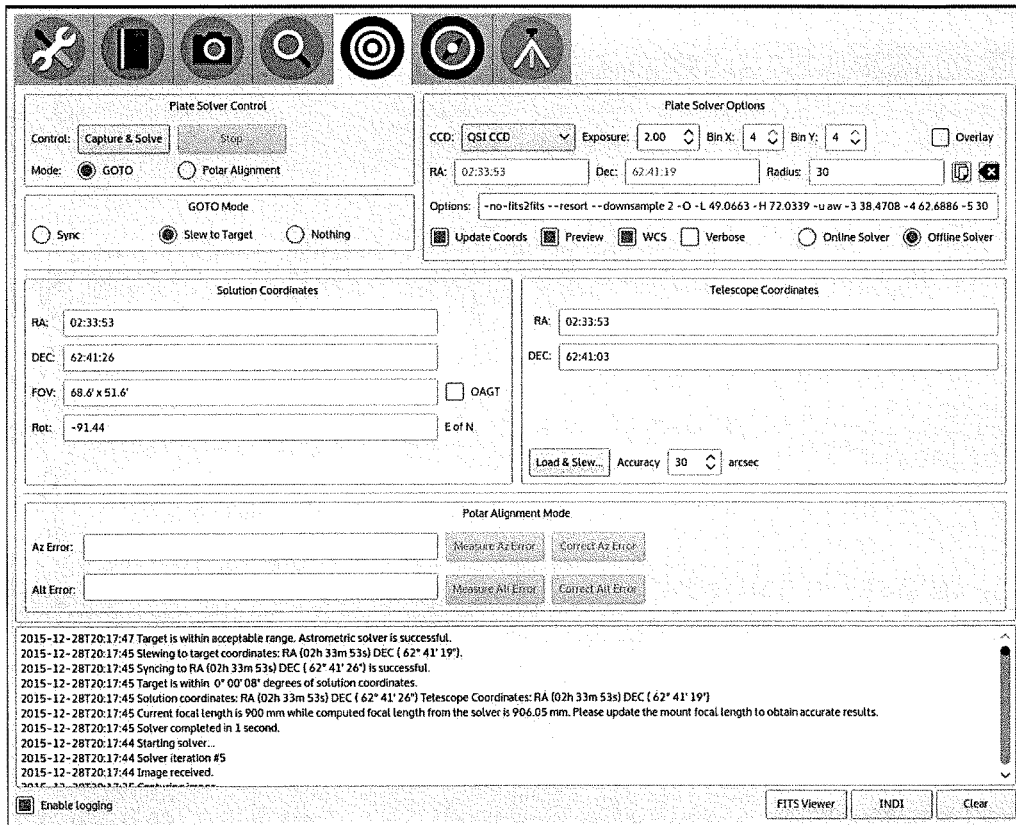 Plate Solver Control
Control: Capture & Solve Stop
Mode: GOTO Polar Alignment
GOTO Mode
Sync Slew to Target Nothing
Plate Solver Options
CCD: QSI CCD Exposure: 2.00 Bin X: 4 Bin Y: 4 Overlay
RA: 02:33:53 Dec: 62:41:19 Radius: 30
Options: -no-fits2fits --resort --downsample 2 -O -L 49.0663 -H 72.0339 -u aw -3 38.4708 -4 62.6886 -5 30
Update Coords Preview WCS Verbose Online Solver Offline Solver
Solution Coordinates
RA: 02:33:53
DEC: 62:41:26
FOV: 68.6' x 51.6' OAGT
Rot: -91.44 E of N
Telescope Coordinates
RA: 02:33:53
DEC: 62:41:03
Load & Slew... Accuracy 30 arcsec
Polar Alignment Mode
Az Error: Measure Az Error Correct Az Error
Alt Error: Measure Alt Error Correct Alt Error
2015-12-28T20:17:47 Target is within acceptable range. Astrometric solver is successful.
2015-12-28T20:17:45 Slewing to target coordinates: RA (02h 33m 53s) DEC ( 62° 41' 19").
2015-12-28T20:17:45 Syncing to RA (02h 33m 53s) DEC ( 62° 41' 26") is successful.
2015-12-28T20:17:45 Target is within 0° 00' 08" degrees of solution coordinates.
2015-12-28T20:17:45 Solution coordinates: RA (02h 33m 53s) DEC ( 62° 41' 26") Telescope Coordinates: RA (02h 33m 53s) DEC ( 62° 41' 19")
2015-12-28T20:17:45 Current focal length is 900 mm while computed focal length from the solver is 906.05 mm. Please update the mount focal length to obtain accurate results.
2015-12-28T20:17:45 Solver completed in 1 second.
2015-12-28T20:17:44 Starting solver...
2015-12-28T20:17:44 Solver iteration #5
2015-12-28T20:17:44 Image received.
Enable logging FITS Viewer INDI Clear